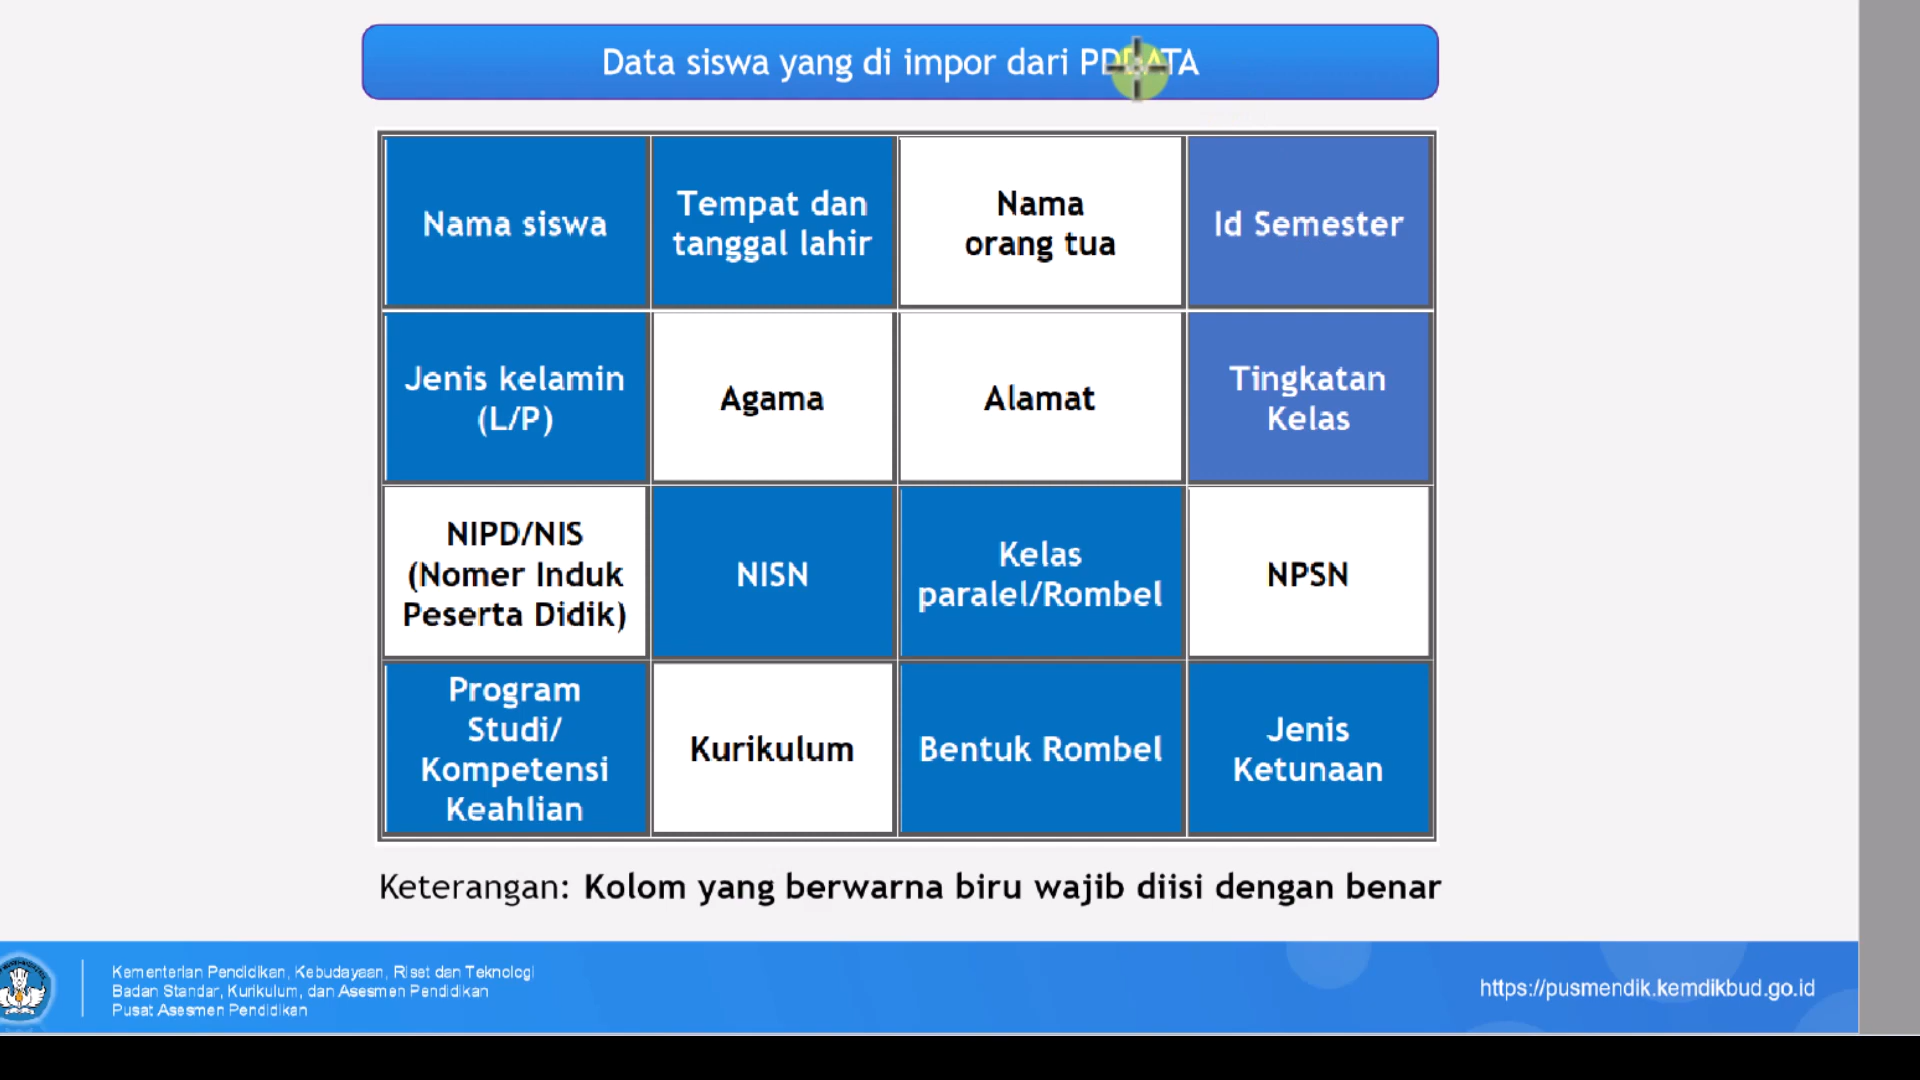 Data siswa yang di impor dari PDDATA
Nama siswa
Tempat dan
tanggal lahir
Nama
orang tua
Id Semester
Jenis kelamin
(L/P)
Agama
Alamat
Tingkatan
Kelas
NIPD/NIS
(Nomer Induk
Peserta Didik)
NISN
Kelas
paralel/Rombel
NPSN
Program
Studi/
Kompetensi
Keahlian
Kurikulum
Bentuk Rombel
Jenis
Ketunaan
Keterangan: Kolom yang berwarna biru wajib diisi dengan benar
Kementerian Pendidikan, Kebudayaan, Riset dan Teknologi
Badan Standar, Kurikulum, dan Asesmen Pendidikan
Pusat Asesmen Pendidikan
https://pusmendik.kemdikbud.go.id